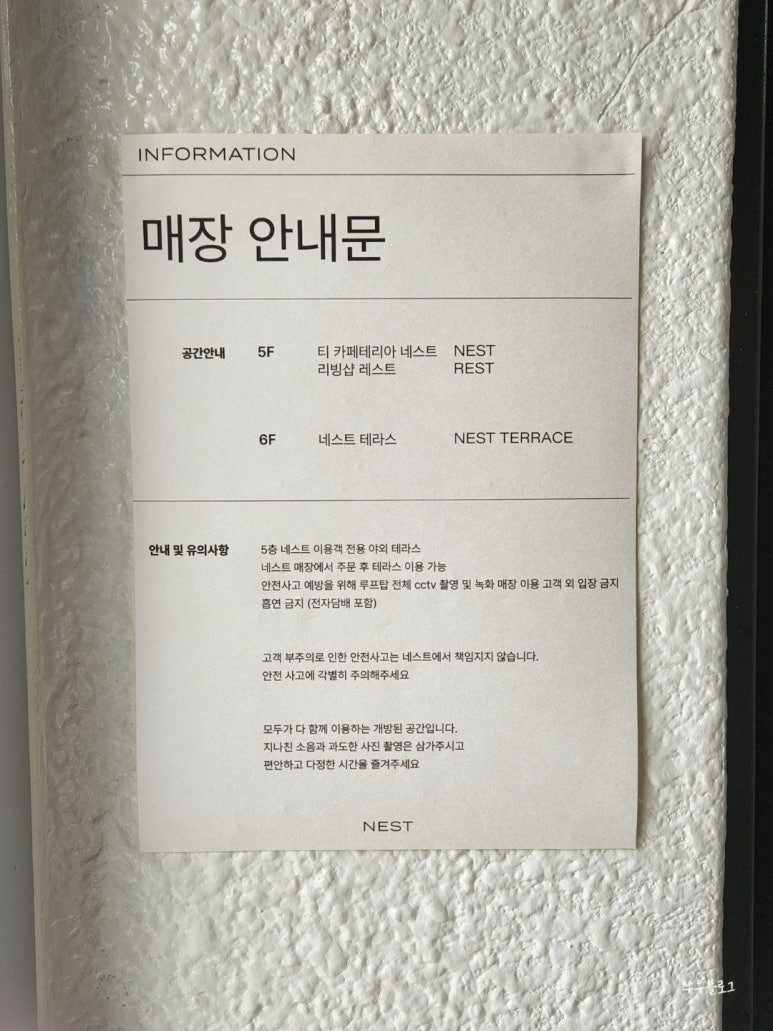 INFORMATION
매장 안내문
공간안내 5F 티 카페테리아 네스트 NEST
리빙샵 레스트 REST
6F 네스트 테라스 NEST TERRACE
안내 및 유의사항 5층 네스트 이용객 전용 야외 테라스
네스트 매장에서 주문 후 테라스 이용 가능
안전사고 예방을 위해 루프탑 전체 cctv 촬영 및 녹화 매장 이용 고객 외 입장 금지
흡연 금지 (전자담배 포함)
고객 부주의로 인한 안전사고는 네스트에서 책임지지 않습니다.
안전 사고에 각별히 주의해주세요
모두가 다 함께 이용하는 개방된 공간입니다.
지나친 소음과 과도한 사진 촬영은 삼가주시고
편안하고 다정한 시간을 즐겨주세요
NEST